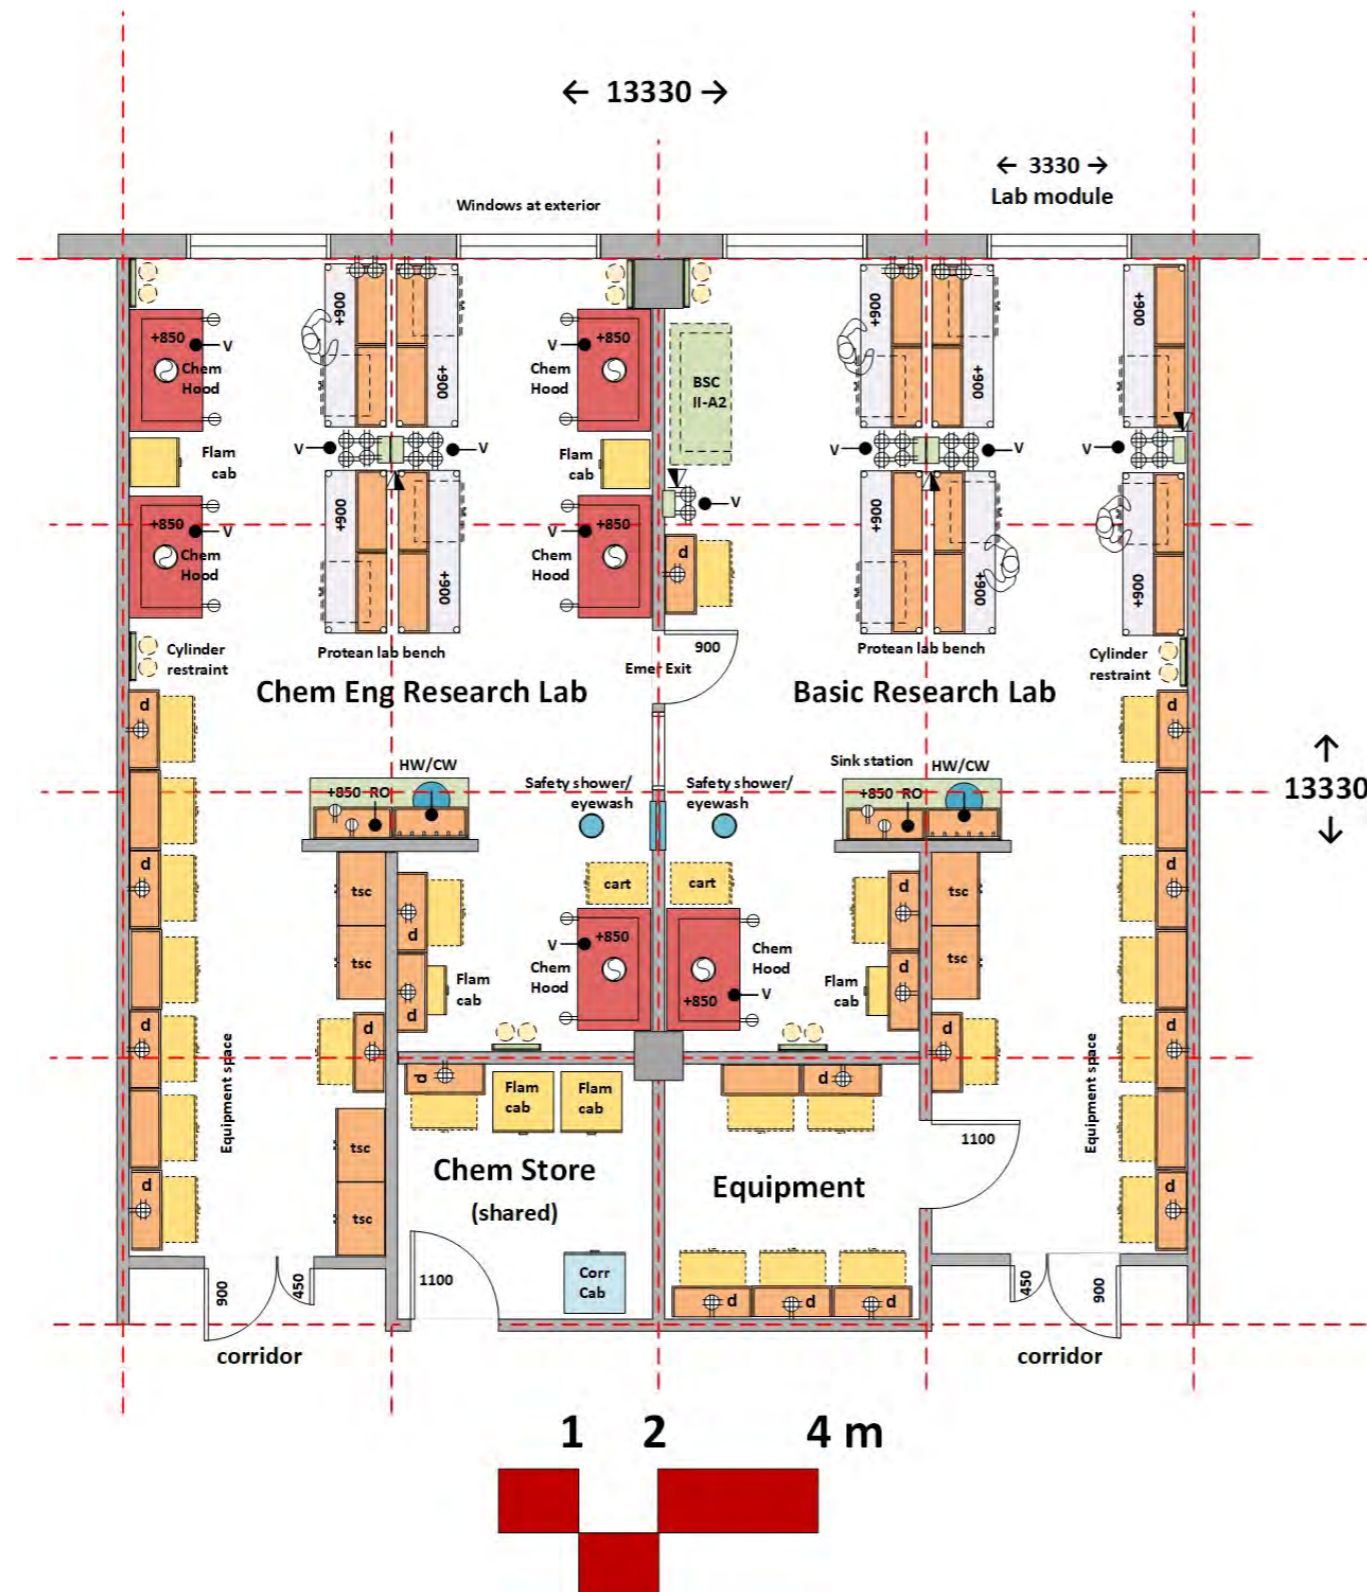 ← 13330 →
← 3330 →
Lab module
Windows at exterior
+850
V
Chem
Hood
+900
+900
V
+850
Chem
Hood
BSC
II-A2
+900
+900
+900
Flam
cab
V
V
Flam
cab
V
V
V
+850
V
Chem
Hood
+900
+900
V
+850
Chem
Hood
V
d
+900
+900
+900
Cylinder
restraint
Protean lab bench
Emer Exit
900
Protean lab bench
Cylinder
restraint
Chem Eng Research Lab
Basic Research Lab
d
d
↑
13330
↓
HW/CW
+850 RO
Safety shower/
eyewash
Safety shower/
eyewash
Sink station
HW/CW
+850 RO
d
tsc
d
cart
cart
d
tsc
d
tsc
d
Flam
cab
V
+850
Chem
Hood
Chem
Hood
+850
V
Flam
cab
d
tsc
d
Equipment space
d
d
d
Equipment space
d
Flam
cab
Flam
cab
d
tsc
tsc
Chem Store
(shared)
Equipment
1100
d
d
900
450
1100
Corr
Cab
d
d
d
450
900
corridor
corridor
1
2
4 m